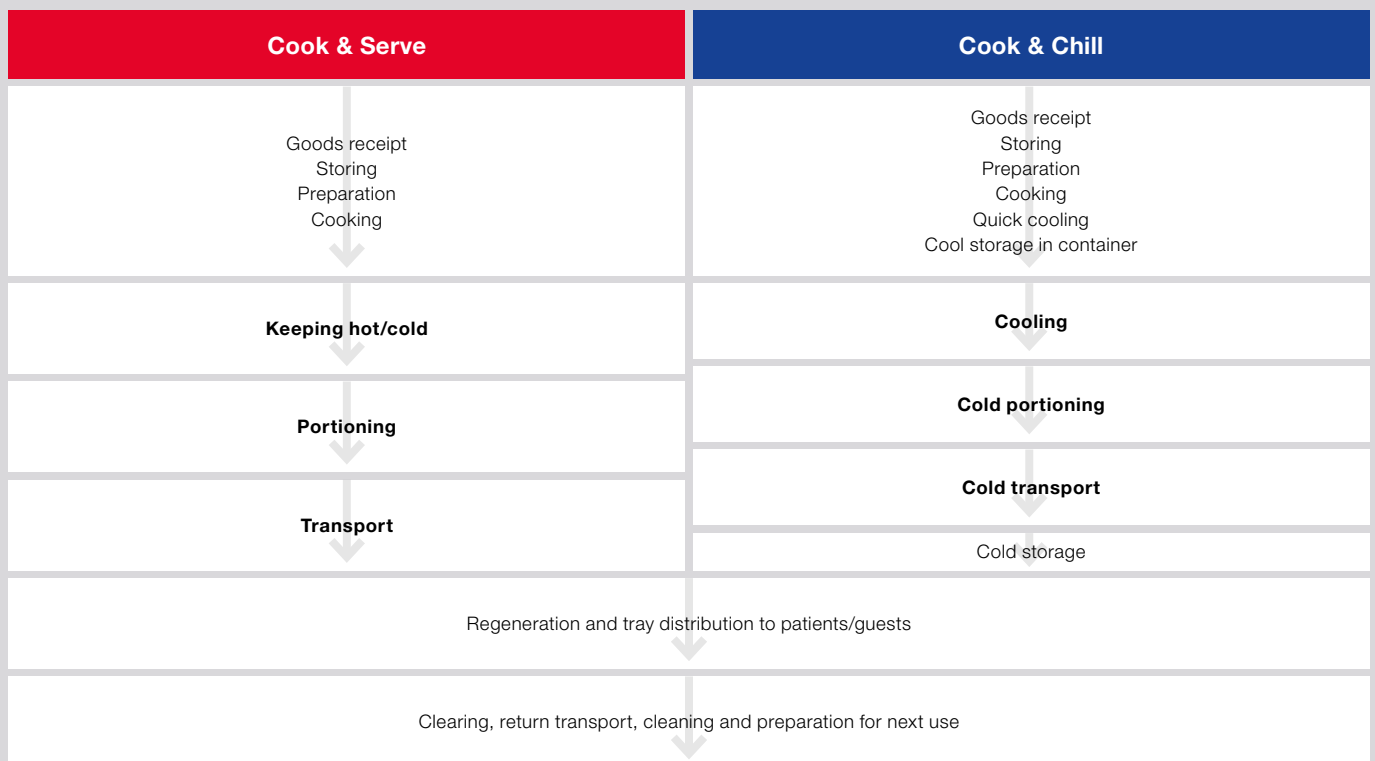 Cook & Serve
Goods receipt
Storing
Preparation
Cooking
Keeping hot/cold
Portioning
Transport
Cook & Chill
Goods receipt
Storing
Preparation
Cooking
Quick cooling
Cool storage in container
Cooling
Cold portioning
Cold transport
Cold storage
Regeneration and tray distribution to patients/guests
Clearing, return transport, cleaning and preparation for next use